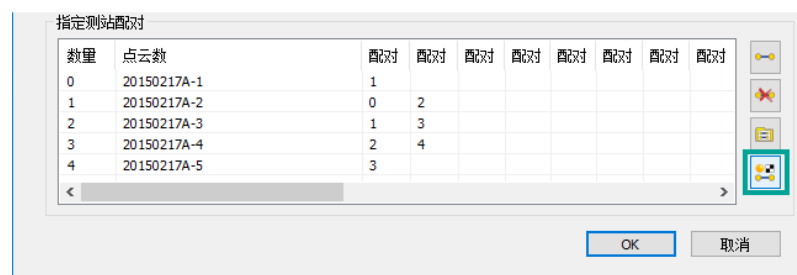 指定测站配对
数量 点云数 配对 配对 配对 配对 配对 配对 配对 配对
0 20150217A-1 1
1 20150217A-2 0 2
2 20150217A-3 1 3
3 20150217A-4 2 4
4 20150217A-5 3
OK 取消